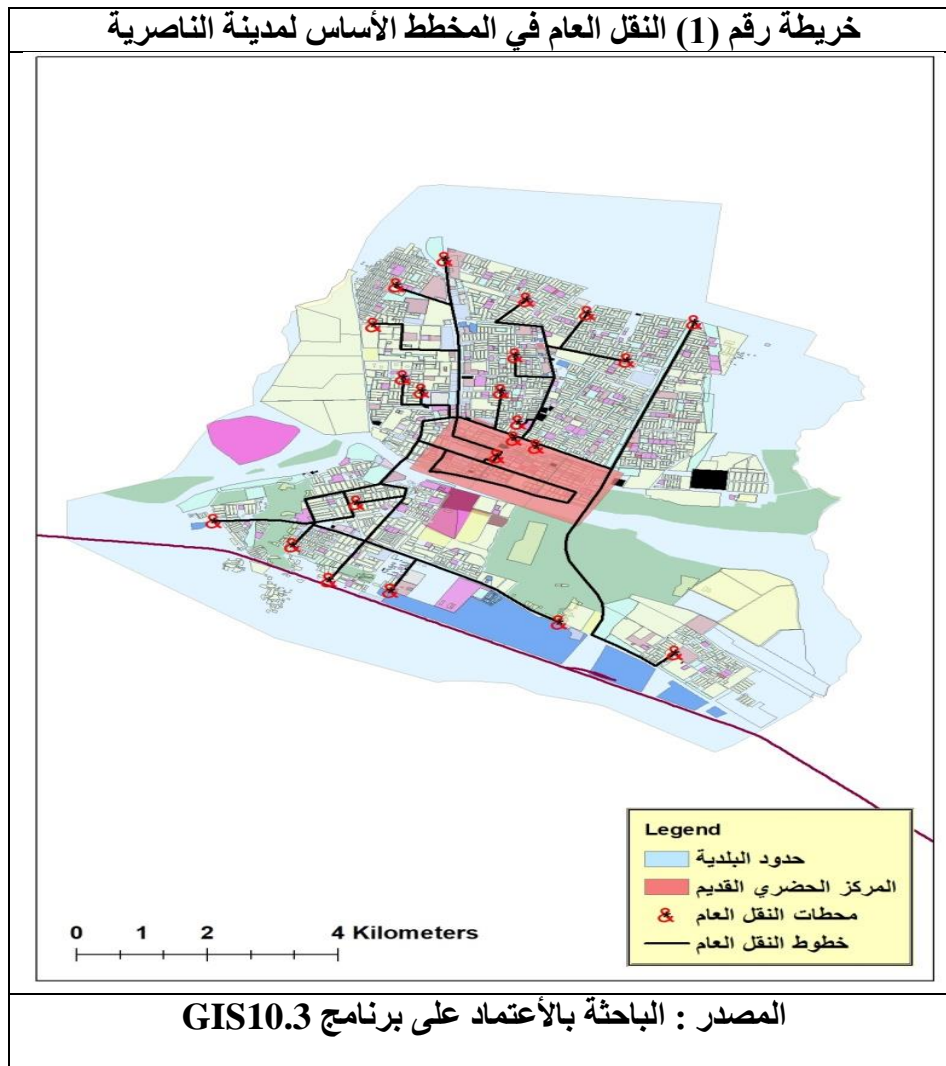 خريطة رقم (1) النقل العام في المخطط الأساس لمدينة الناصرية
Legend
حدود البلدية
المركز الحضري القديم
محطات النقل العام
خطوط النقل العام
0 1 2 4 Kilometers
المصدر : الباحثة بالأعتماد على برنامج GIS10.3